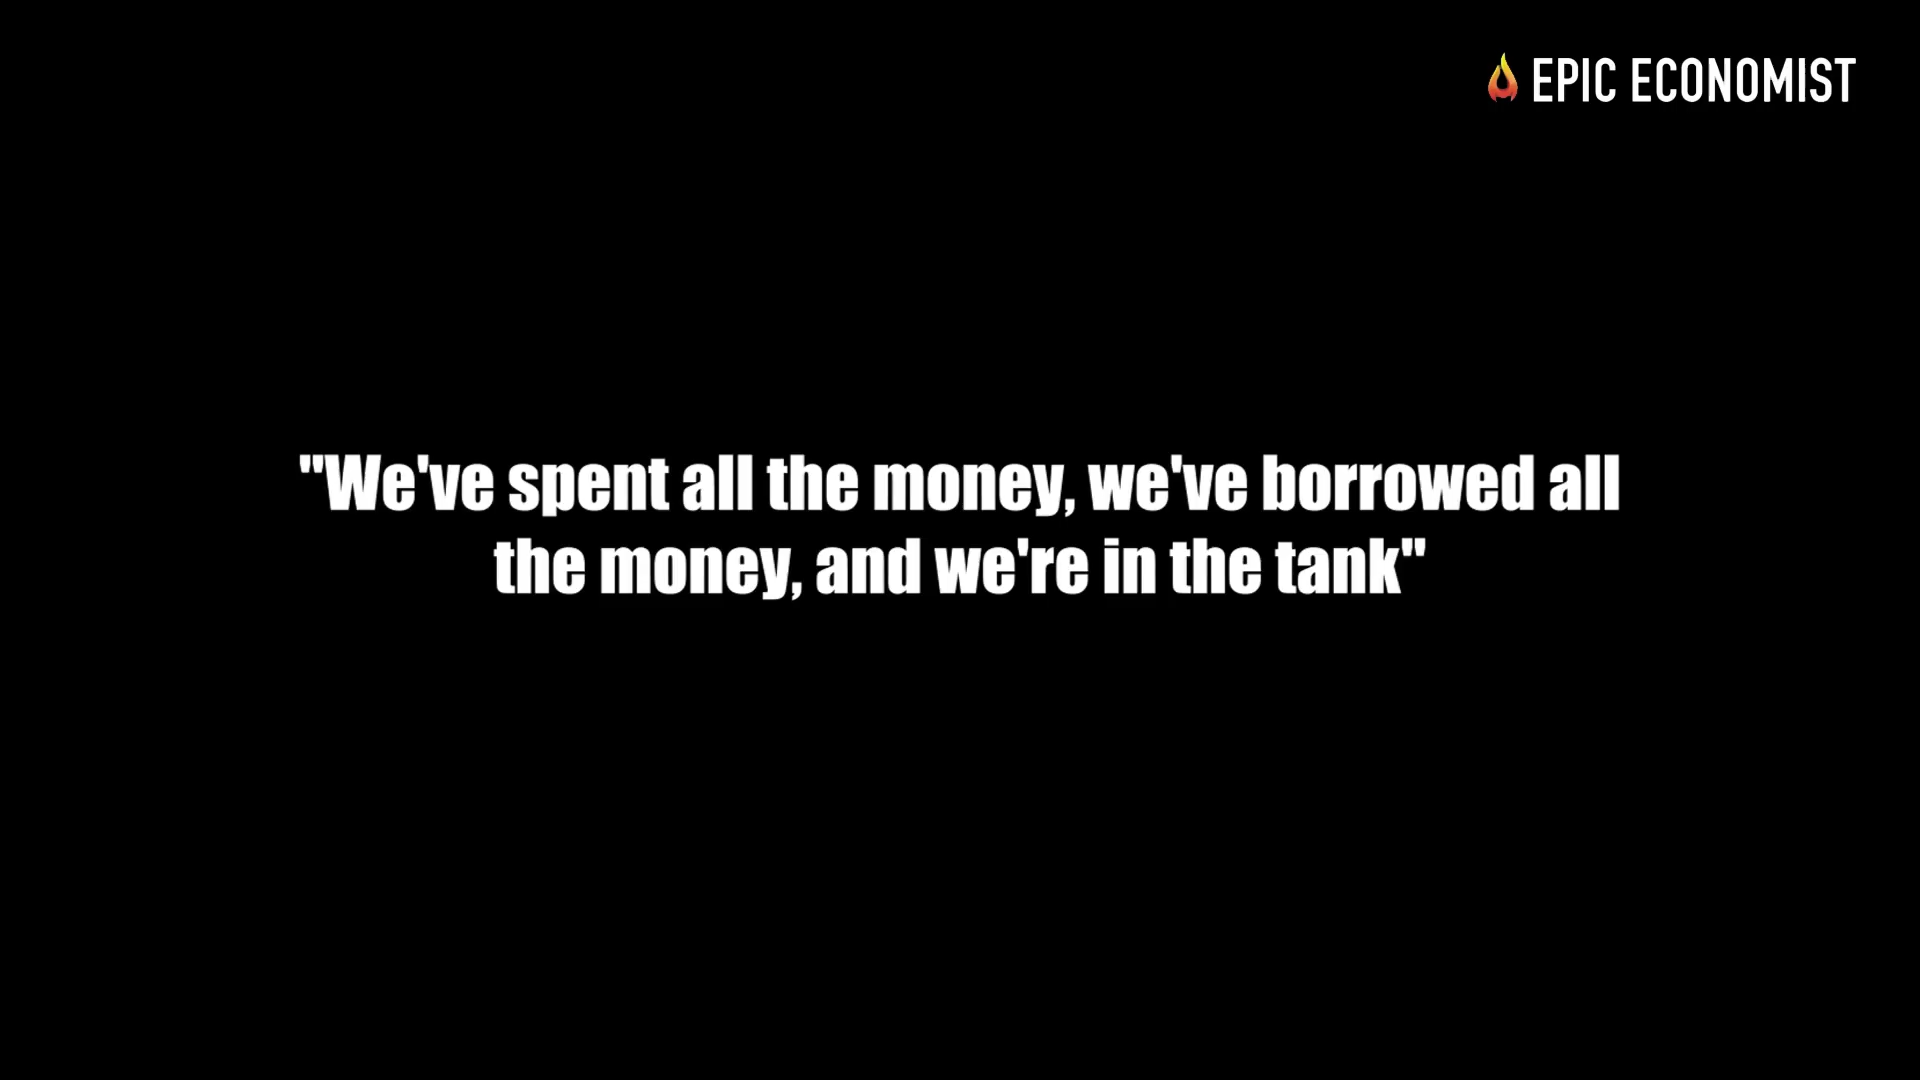 EPIC ECONOMIST
"We've spent all the money, we've borrowed all
the money, and we're in the tank"